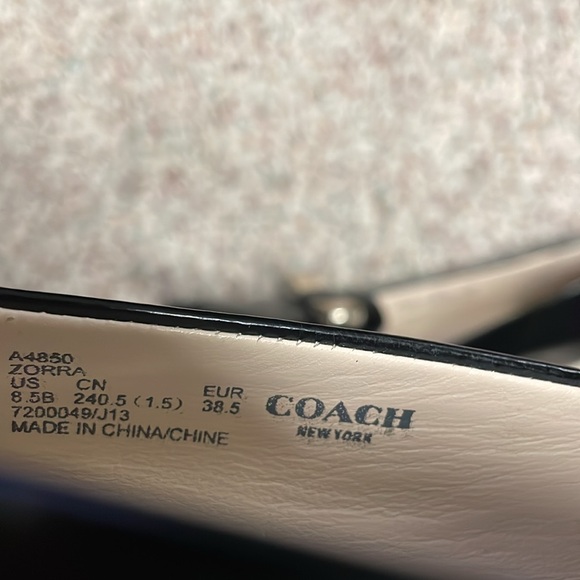 A4850
ZORRA
US CN EUR
8.5B 240.5 (1.5) 38.5
7200049/J13
MADE IN CHINA/CHINE
COACH
NEW YORK